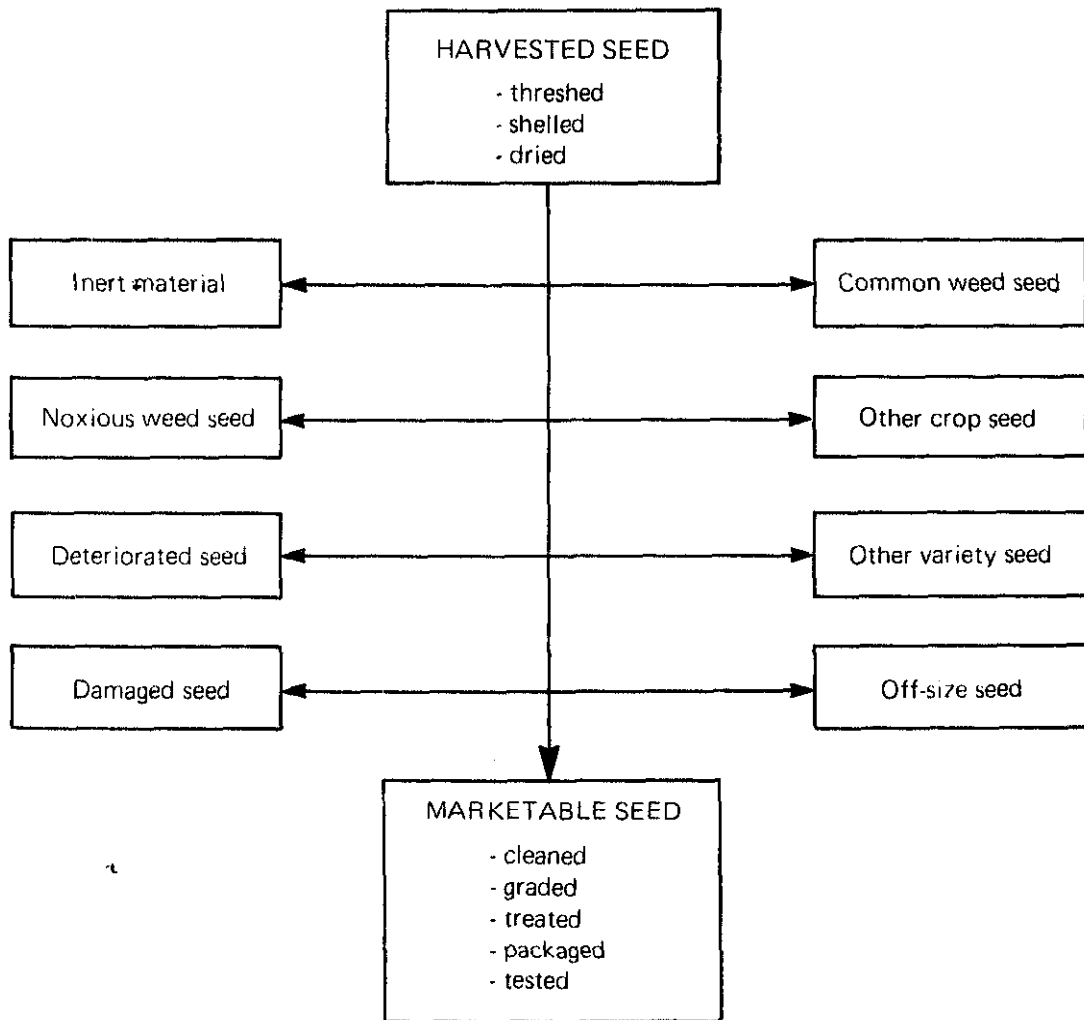 HARVESTED SEED
- threshed
- shelled
- dried
Inert material
Common weed seed
Noxious weed seed
Other crop seed
Deteriorated seed
Other variety seed
Damaged seed
Off-size seed
MARKETABLE SEED
- cleaned
- graded
- treated
- packaged
- tested